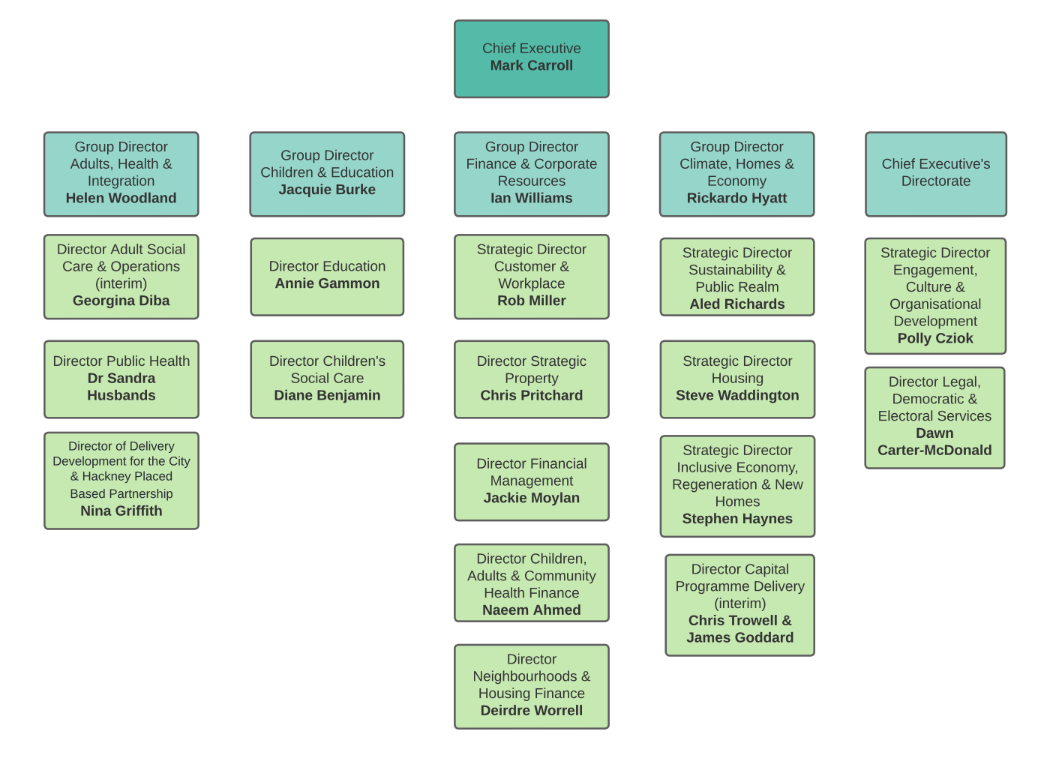 Chief Executive
Mark Carroll
Group Director
Adults, Health &
Integration
Helen Woodland
Group Director
Children & Education
Jacquie Burke
Group Director
Finance & Corporate
Resources
Ian Williams
Group Director
Climate, Homes &
Economy
Rickardo Hyatt
Chief Executive's
Directorate
Director Adult Social
Care & Operations
(interim)
Georgina Diba
Director Education
Annie Gammon
Strategic Director
Customer &
Workplace
Rob Miller
Strategic Director
Sustainability &
Public Realm
Aled Richards
Strategic Director
Engagement,
Culture &
Organisational
Development
Polly Cziok
Director Public Health
Dr Sandra
Husbands
Director Children's
Social Care
Diane Benjamin
Director Strategic
Property
Chris Pritchard
Strategic Director
Housing
Steve Waddington
Director Legal,
Democratic &
Electoral Services
Dawn
Carter-McDonald
Director of Delivery
Development for the City
& Hackney Placed
Based Partnership
Nina Griffith
Director Financial
Management
Jackie Moylan
Strategic Director
Inclusive Economy,
Regeneration & New
Homes
Stephen Haynes
Director Children,
Adults & Community
Health Finance
Naeem Ahmed
Director Capital
Programme Delivery
(interim)
Chris Trowell &
James Goddard
Director
Neighbourhoods &
Housing Finance
Deirdre Worrell